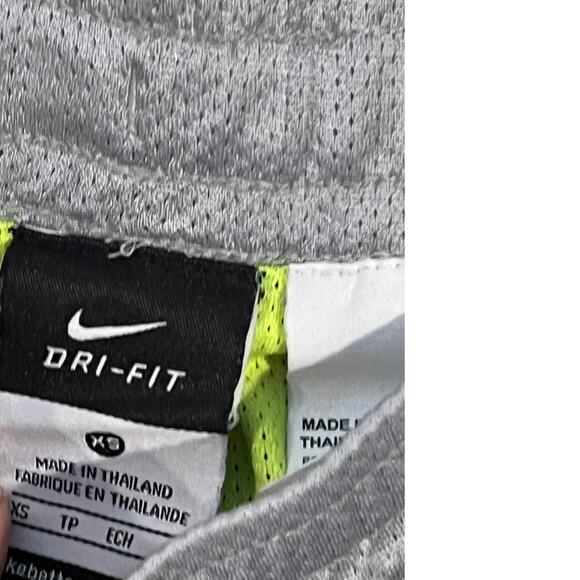 DRI-FIT
XS
MADE IN THAILAND
FABRIQUE EN THAILANDE
XS TP ECH
MADE
THAI